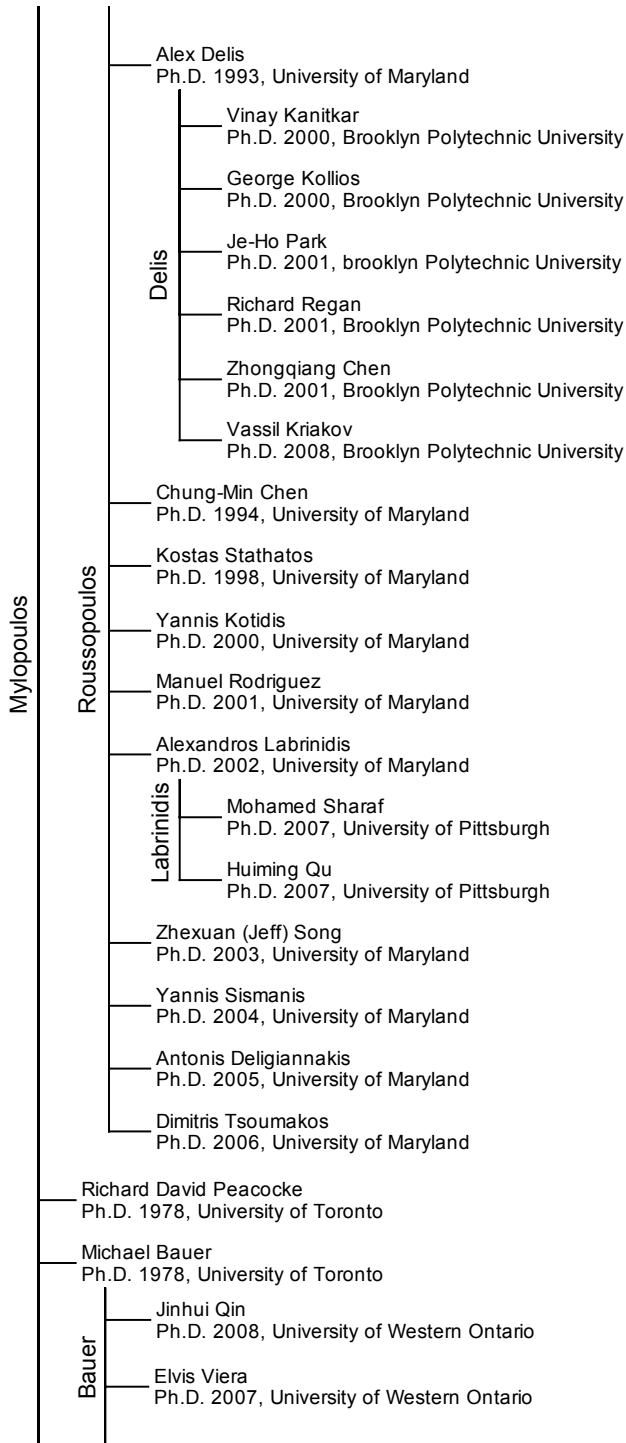 Alex Delis
Ph.D. 1993, University of Maryland
Vinay Kanitkar
Ph.D. 2000, Brooklyn Polytechnic University
George Kollios
Ph.D. 2000, Brooklyn Polytechnic University
Je-Ho Park
Ph.D. 2001, brooklyn Polytechnic University
Richard Regan
Ph.D. 2001, Brooklyn Polytechnic University
Zhongqiang Chen
Ph.D. 2001, Brooklyn Polytechnic University
Vassil Kriakov
Ph.D. 2008, Brooklyn Polytechnic University
Delis
Chung-Min Chen
Ph.D. 1994, University of Maryland
Kostas Stathatos
Ph.D. 1998, University of Maryland
Yannis Kotidis
Ph.D. 2000, University of Maryland
Manuel Rodriguez
Ph.D. 2001, University of Maryland
Alexandros Labrinidis
Ph.D. 2002, University of Maryland
Mohamed Sharaf
Ph.D. 2007, University of Pittsburgh
Huiming Qu
Ph.D. 2007, University of Pittsburgh
Labrinidis
Zhexuan (Jeff) Song
Ph.D. 2003, University of Maryland
Yannis Sismanis
Ph.D. 2004, University of Maryland
Antonis Deligiannakis
Ph.D. 2005, University of Maryland
Dimitris Tsoumakos
Ph.D. 2006, University of Maryland
Roussopoulos
Mylopoulos
Richard David Peacocke
Ph.D. 1978, University of Toronto
Michael Bauer
Ph.D. 1978, University of Toronto
Jinhui Qin
Ph.D. 2008, University of Western Ontario
Elvis Viera
Ph.D. 2007, University of Western Ontario
Bauer